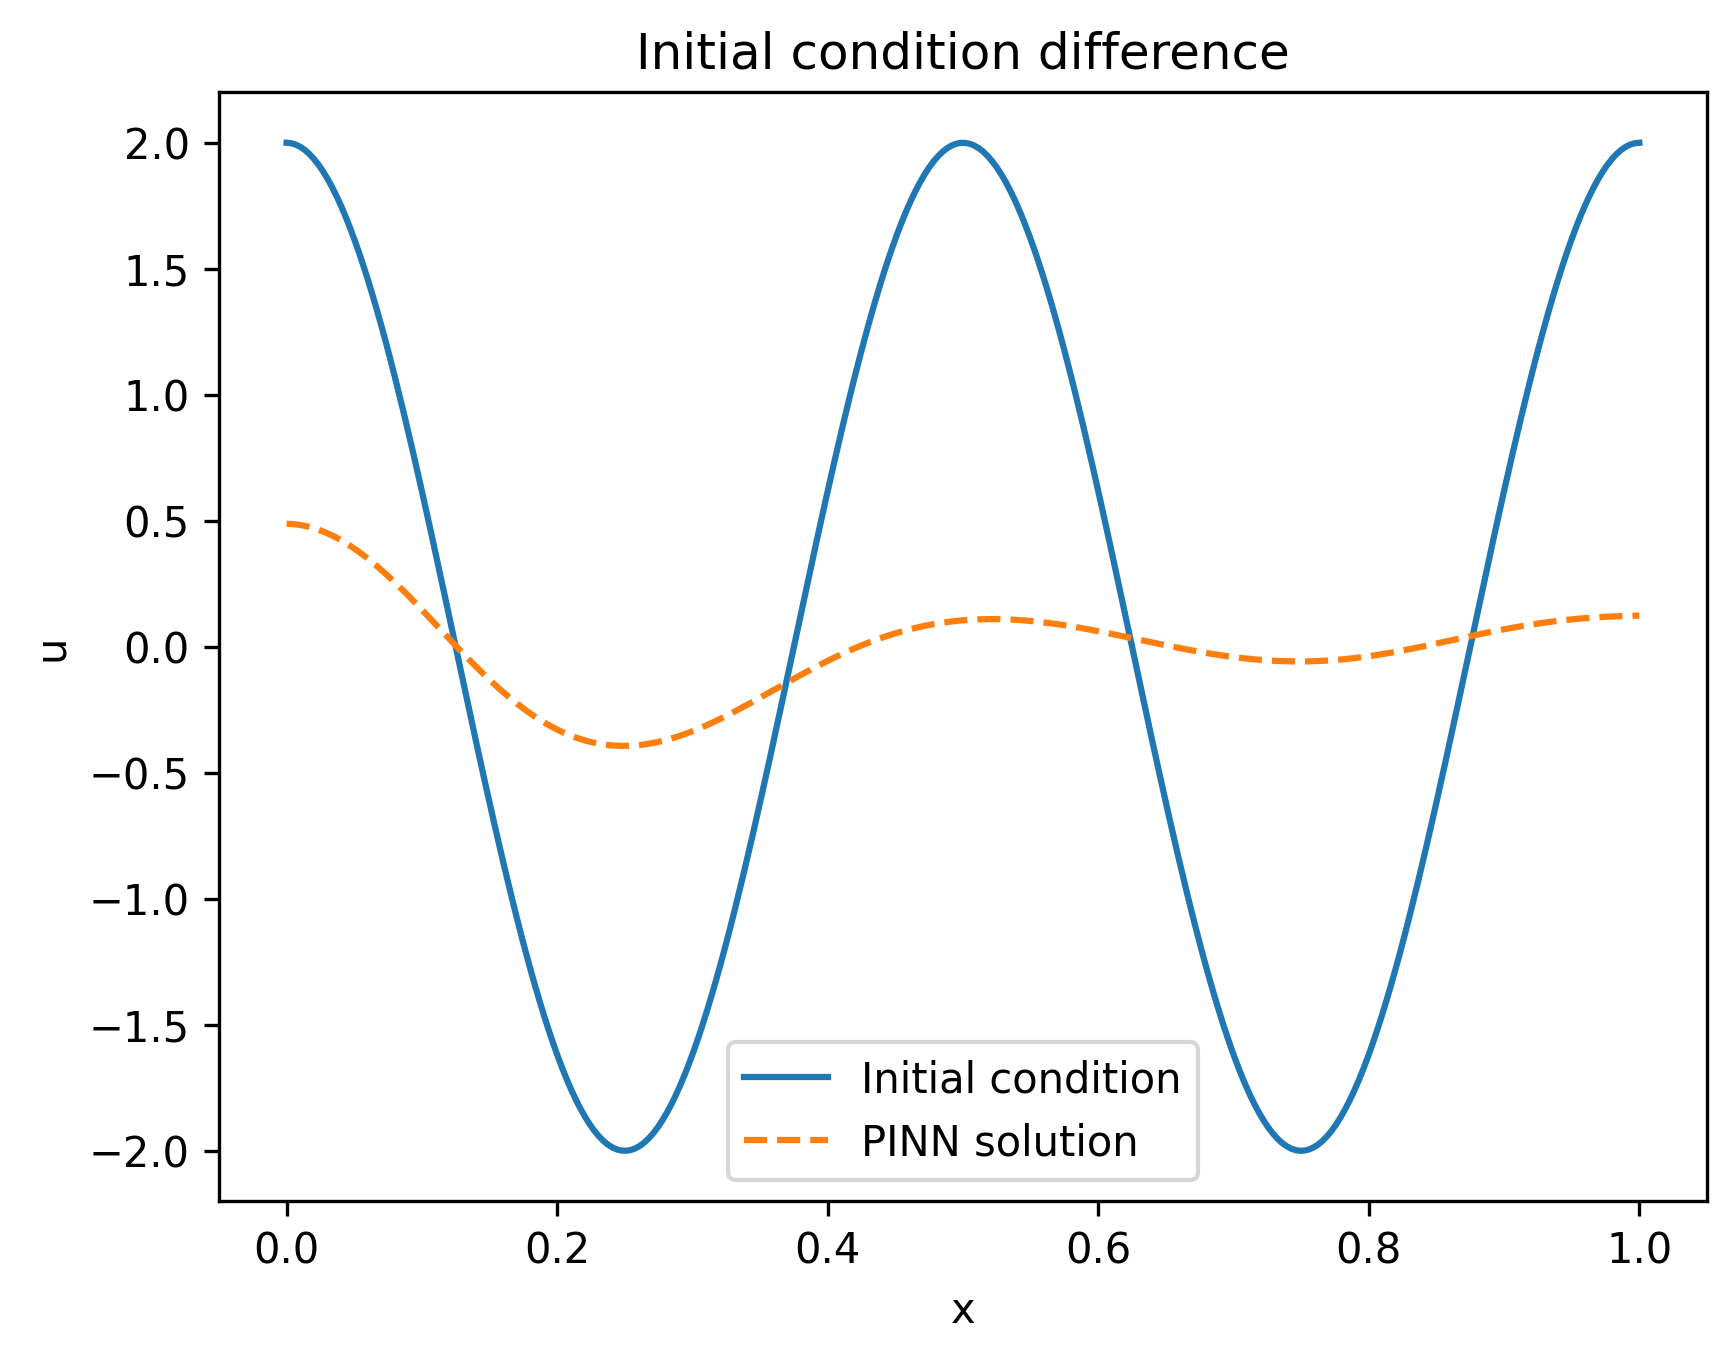 Initial condition difference
2.0
1.5
1.0
0.5
0.0
−0.5
−1.0
−1.5
−2.0
u
Initial condition
PINN solution
0.0 0.2 0.4 0.6 0.8 1.0
x